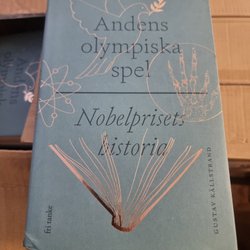 Andens
olympiska
spel
Nobelprisets
historia
fri tanke
GUSTAV KÄLLSTRAND